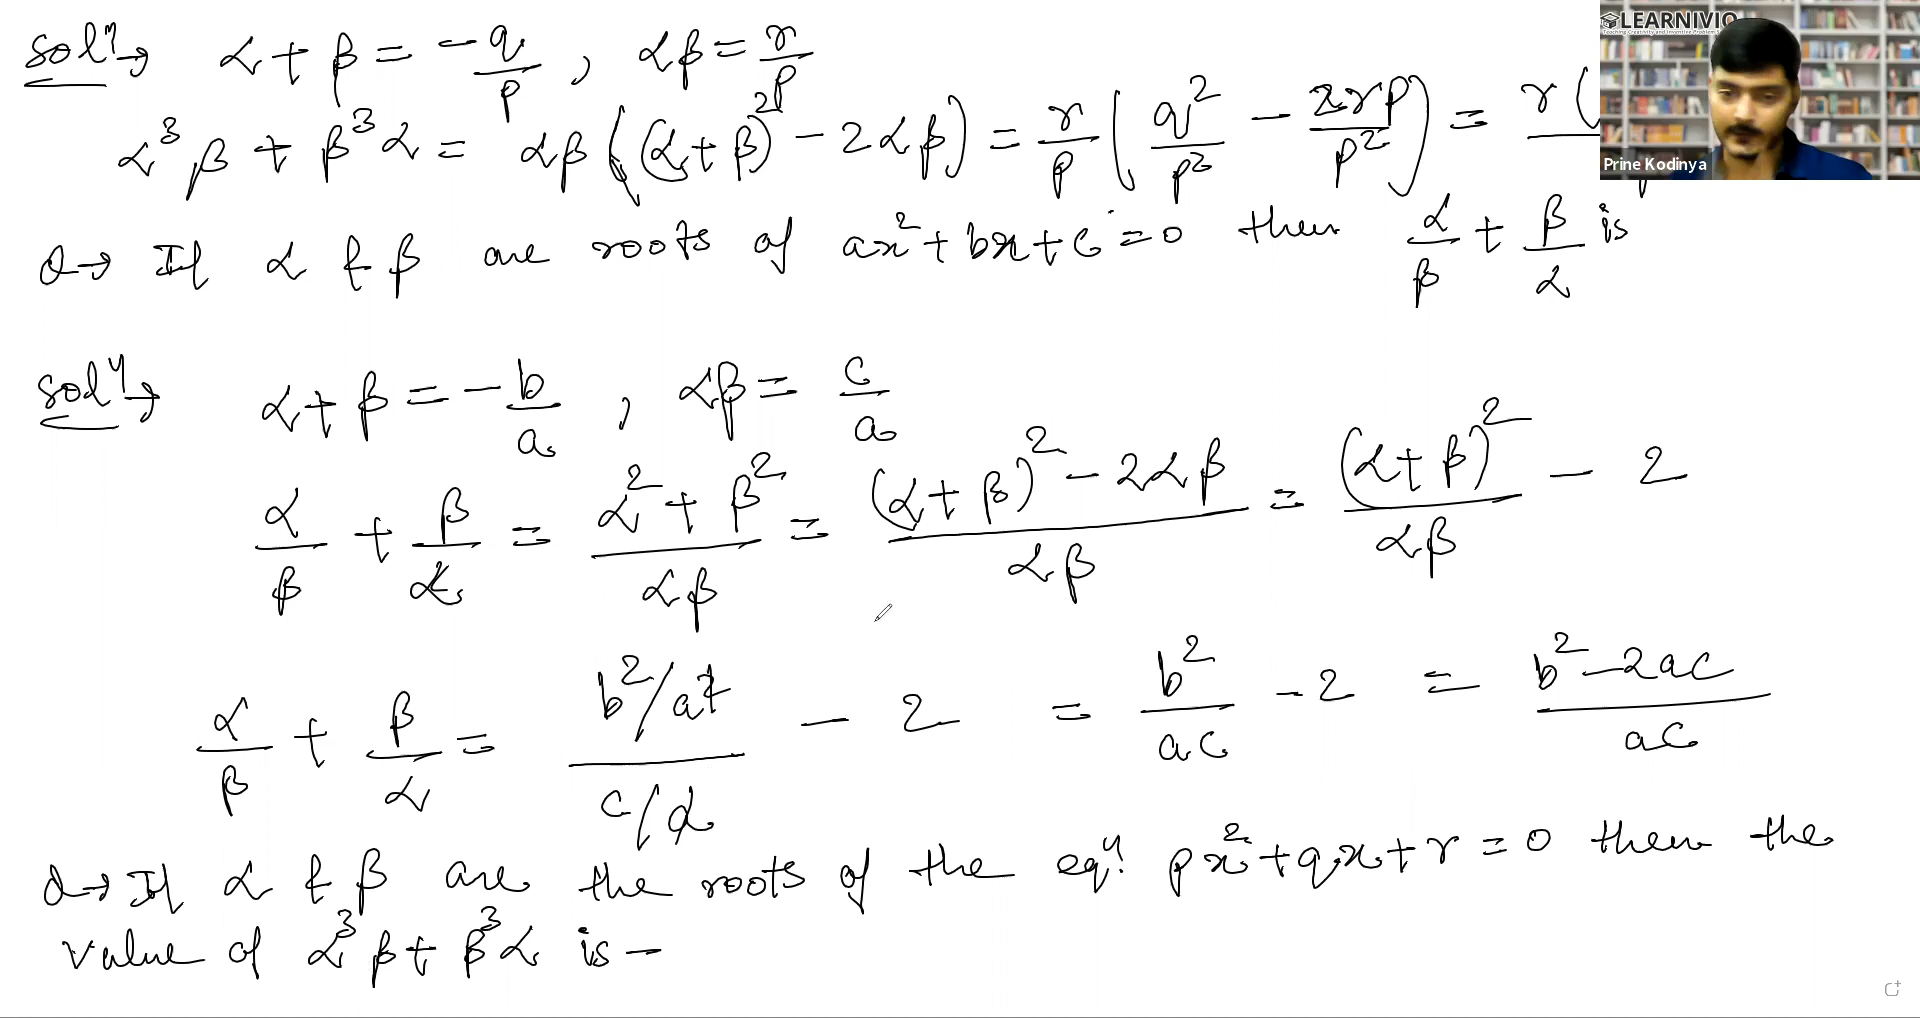 LEARNIVIO
Prine Kodinya
solⁿ→ α + β = -q/p , αβ = r/p
α³β + β³α = αβ((α+β)² - 2αβ) = r/p (q²/p² - 2rp/p²) = r(
Q→ If α & β are roots of ax²+bx+c=0 then α/β + β/α is
solⁿ→ α+β = -b/a , αβ = c/a
α/β + β/α = (α²+β²)/αβ = ((α+β)² - 2αβ)/αβ = (α+β)²/αβ - 2
α/β + β/α = (b²/a²)/(c/a) - 2 = b²/ac - 2 = (b²-2ac)/ac
Q→ If α & β are the roots of the eqⁿ. px²+qx+r=0 then the
value of α³β+β³α is -